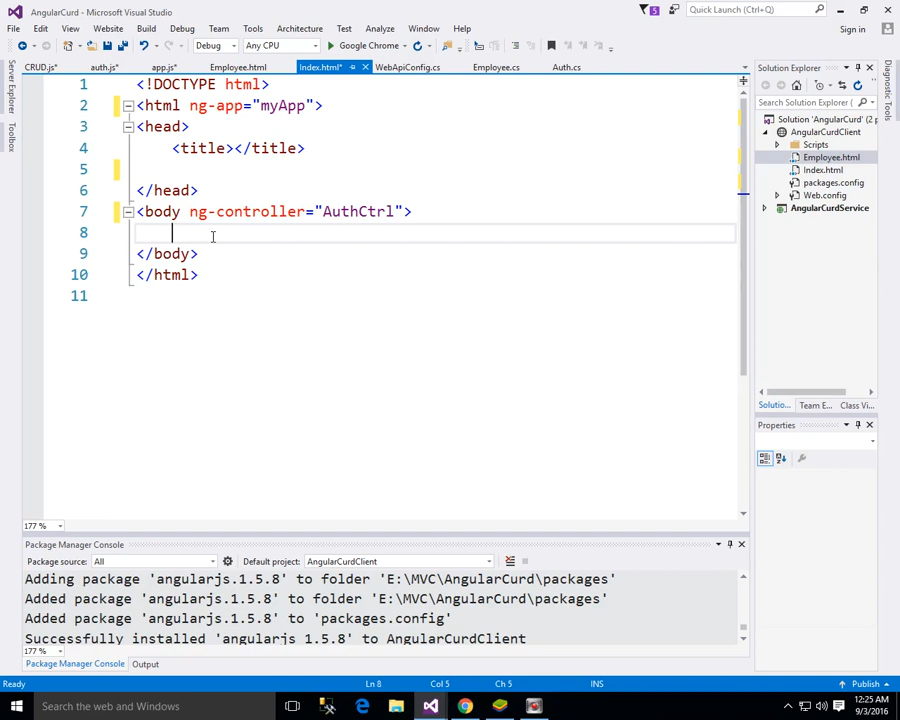 AngularCurd - Microsoft Visual Studio
5
Quick Launch (Ctrl+Q)
File Edit View Website Build Debug Team Tools Architecture Test Analyze Window Help
Sign in
Debug Any CPU Google Chrome
CRUD.js* auth.js* app.js* Employee.html Index.html* WebApiConfig.cs Employee.cs Auth.cs
Server Explorer
Toolbox
1 <!DOCTYPE html>
2 <html ng-app="myApp">
3 <head>
4 <title></title>
5
6 </head>
7 <body ng-controller="AuthCtrl">
8
9 </body>
10 </html>
11
177 %
Solution Explorer
Search Solution Explorer
Solution 'AngularCurd' (2 p
AngularCurdClient
Scripts
Employee.html
Index.html
packages.config
Web.config
AngularCurdService
Solutio... Team E... Class Vi...
Properties
Diagnostic Tools
Package Manager Console
Package source: All Default project: AngularCurdClient
Adding package 'angularjs.1.5.8' to folder 'E:\MVC\AngularCurd\packages'
Added package 'angularjs.1.5.8' to folder 'E:\MVC\AngularCurd\packages'
Added package 'angularjs.1.5.8' to 'packages.config'
Successfully installed 'angularjs 1.5.8' to AngularCurdClient
177 %
Package Manager Console Output
Ready Ln 8 Col 5 Ch 5 INS Publish
Search the web and Windows
12:25 AM
9/3/2016